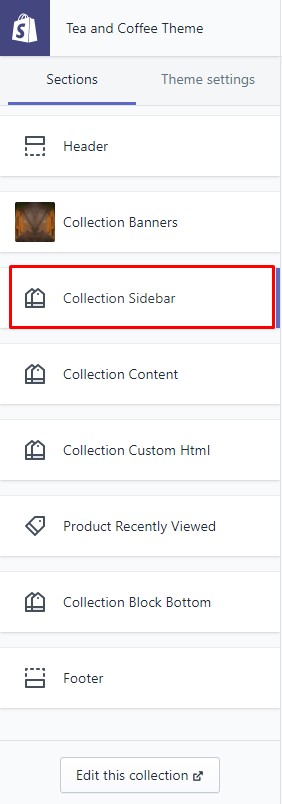 Tea and Coffee Theme
Sections Theme settings
Header
Collection Banners
Collection Sidebar
Collection Content
Collection Custom Html
Product Recently Viewed
Collection Block Bottom
Footer
Edit this collection